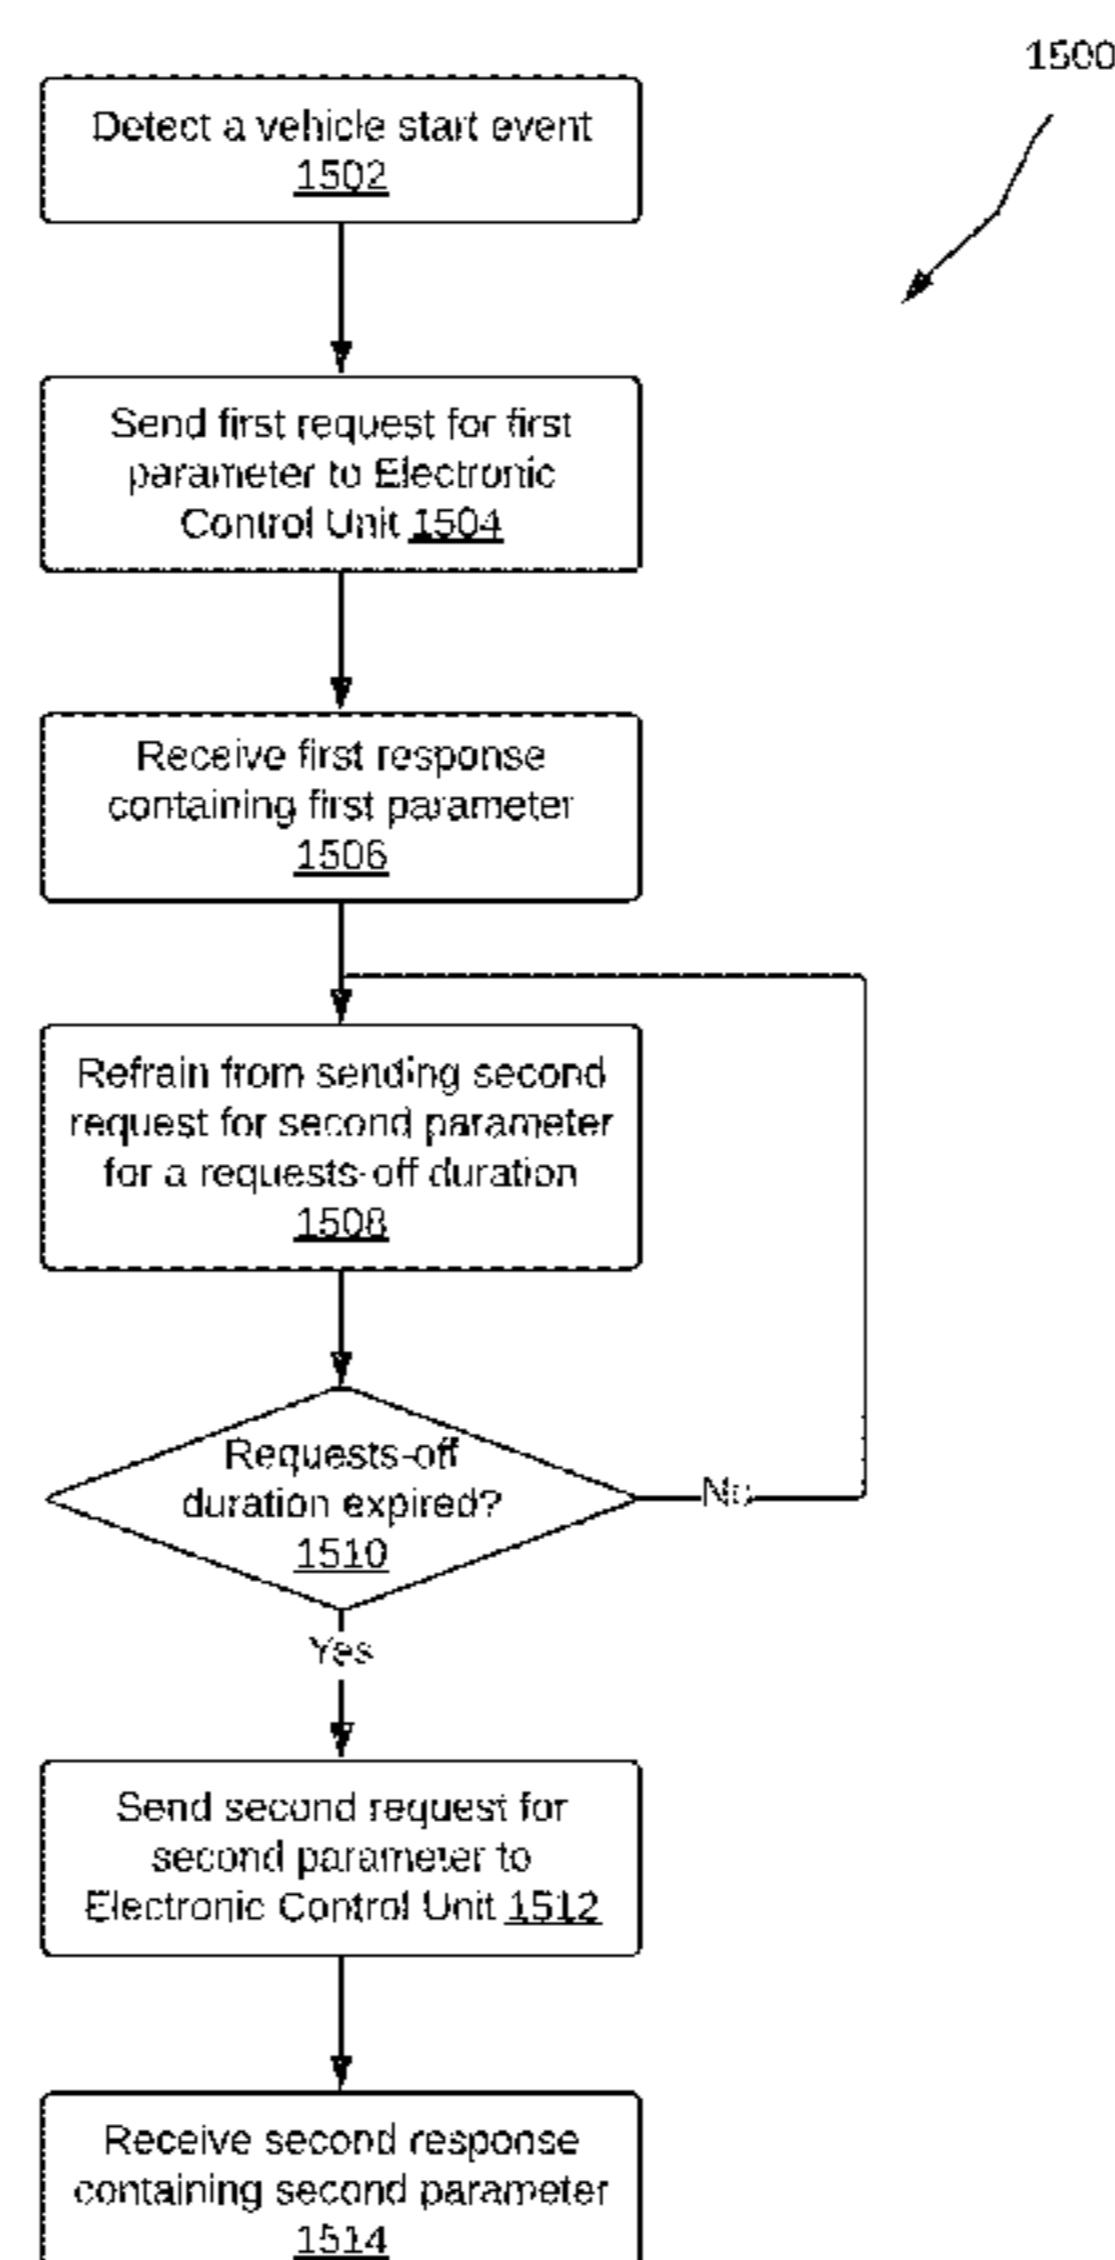 1500
Detect a vehicle start event
1502
Send first request for first
parameter to Electronic
Control Unit 1504
Receive first response
containing first parameter
1506
Refrain from sending second
request for second parameter
for a requests-off duration
1508
Requests-off
duration expired?
1510
No
Yes
Send second request for
second parameter to
Electronic Control Unit 1512
Receive second response
containing second parameter
1514